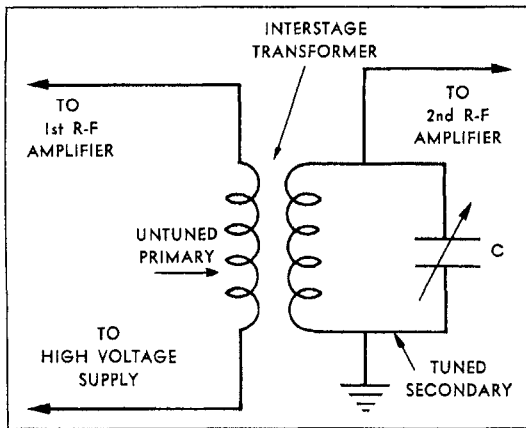 INTERSTAGE
TRANSFORMER
TO
1st R-F
AMPLIFIER
TO
2nd R-F
AMPLIFIER
UNTUNED
PRIMARY
C
TO
HIGH VOLTAGE
SUPPLY
TUNED
SECONDARY